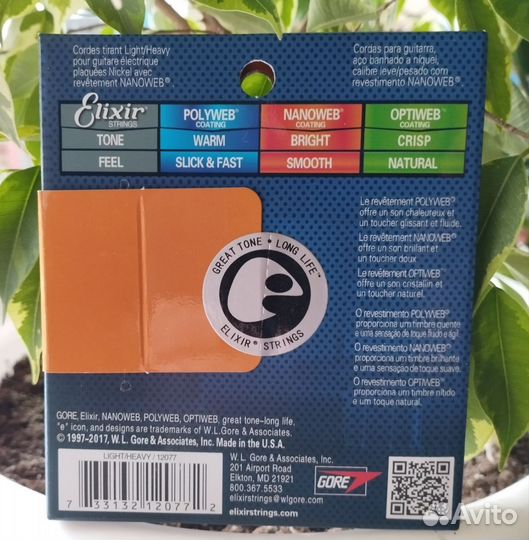 Cordes tirant Light/Heavy
pour guitare électrique
plaquées Nickel avec
revêtement NANOWEB®
Cordas para guitarra,
aço banhado a níquel,
calibre leve/pesado com
revestimento NANOWEB®
Elixir
STRINGS
POLYWEB™
COATING
NANOWEB™
COATING
OPTIWEB™
COATING
TONE
WARM
BRIGHT
CRISP
FEEL
SLICK & FAST
SMOOTH
NATURAL
Le revêtement POLYWEB®
offre un son chaleureux et
un toucher glissant et fluide.
Le revêtement NANOWEB®
offre un son brilant et
un toucher doux
Le revêtement OPTIWEB™
offre un son cristallin et
un toucher naturel.
O revestimento POLYWEB®
proporciona um timbre quente
e uma sensação de toque fluido e ágil.
O revestimento NANOWEB®
proporciona um timbre brilhante
e uma sensação de toque suave.
O revestimento OPTIWEB™
proporciona um timbre nítido
e um toque natural.
GREAT TONE • LONG LIFE™
ELIXIR® STRINGS
GORE, Elixir, NANOWEB, POLYWEB, OPTIWEB, great tone-long life,
"e" icon, and designs are trademarks of W.L.Gore & Associates.
© 1997-2017, W. L. Gore & Associates, Inc. Made in the U.S.A.
LIGHT/HEAVY / 12077
7 33132 12077 2
W. L. Gore & Associates, Inc.
201 Airport Road
Elkton, MD 21921
800.367.5533
elixirstrings@wlgore.com
elixirstrings.com
GORE
Avito